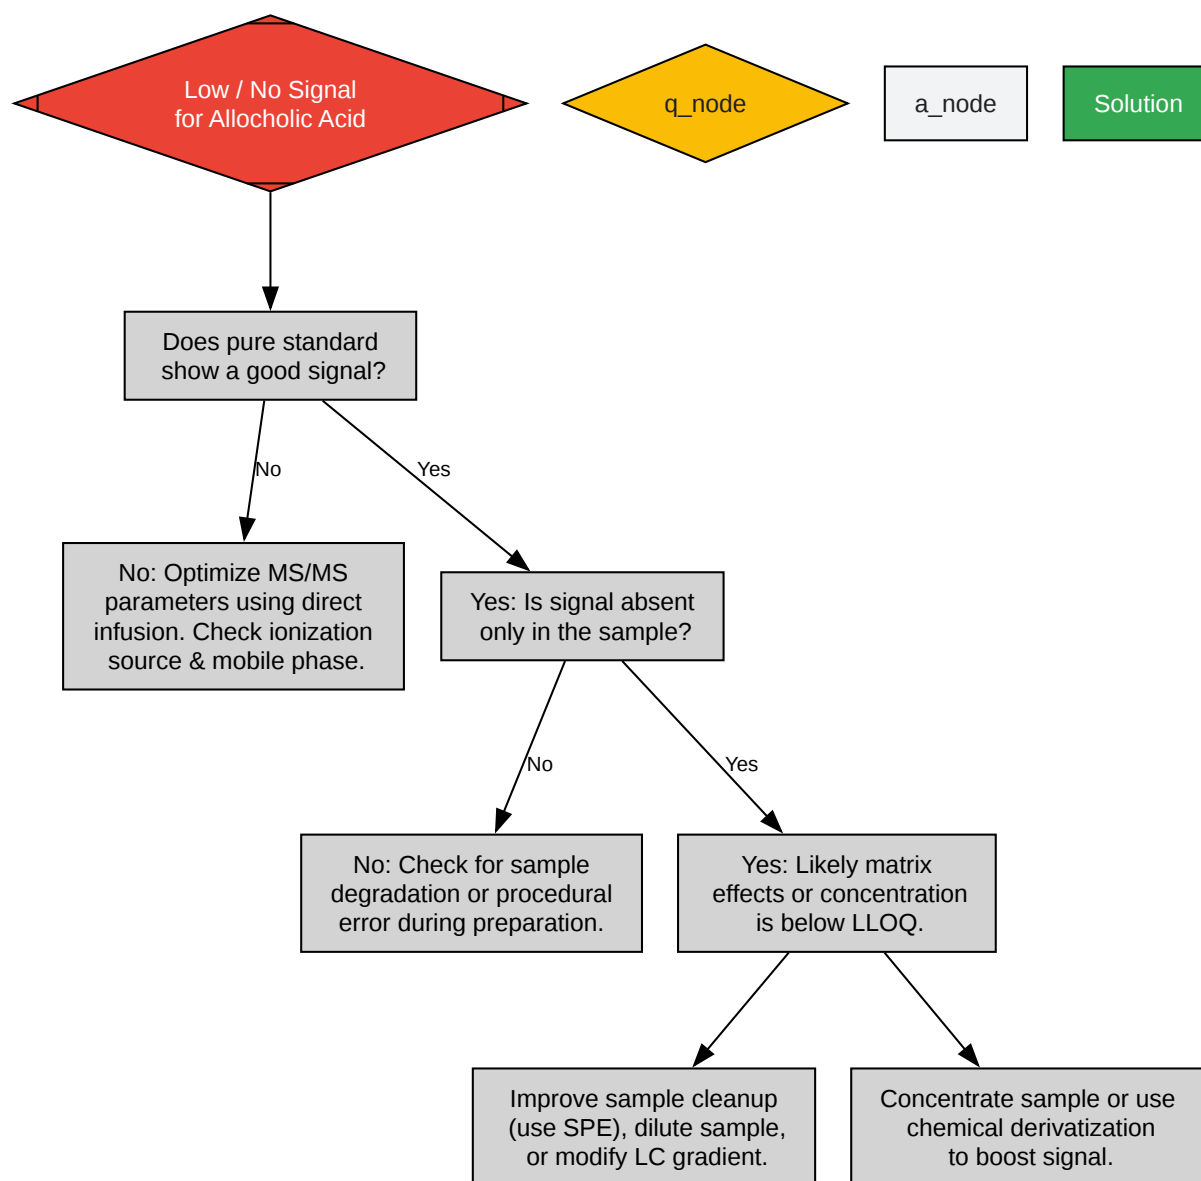 Low / No Signal
for Allocholic Acid
q_node
a_node
Solution
Does pure standard
show a good signal?
No
Yes
No: Optimize MS/MS
parameters using direct
infusion. Check ionization
source & mobile phase.
Yes: Is signal absent
only in the sample?
No
Yes
No: Check for sample
degradation or procedural
error during preparation.
Yes: Likely matrix
effects or concentration
is below LLOQ.
Improve sample cleanup
(use SPE), dilute sample,
or modify LC gradient.
Concentrate sample or use
chemical derivatization
to boost signal.